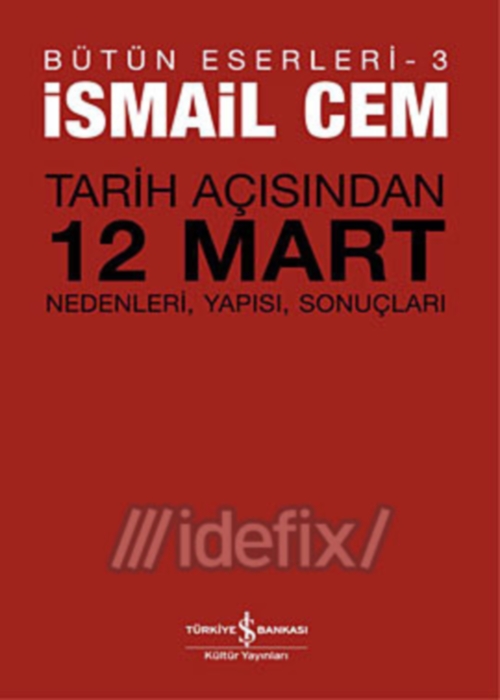 BÜTÜN ESERLERİ - 3
İSMAİL CEM
TARİH AÇISINDAN
12 MART
NEDENLERİ, YAPISI, SONUÇLARI
///idefix/
TÜRKİYE İŞ BANKASI
Kültür Yayınları